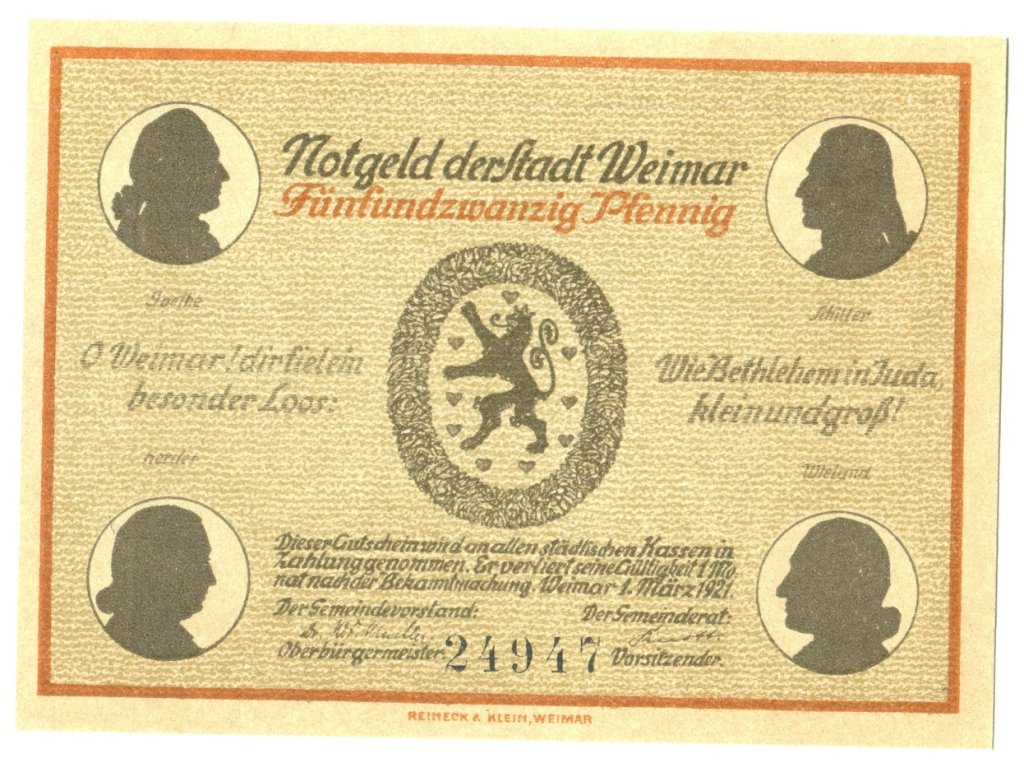 Notgeld der Stadt Weimar
Fünfundzwanzig Pfennig
Goethe
Schiller
O Weimar! dir fiel ein
besonder Loos:
Wie Bethlehem in Juda,
klein und groß!
Herder
Wieland
Dieser Gutschein wird an allen städtischen Kassen in
Zahlung genommen. Er verliert seine Gültigkeit 1 Mo
nat nach der Bekanntmachung. Weimar 1. März 1921.
Der Gemeindevorstand:
Der Gemeinderat:
Dr
Oberbürgermeister.
24947
Vorsitzender.
REINECK & KLEIN, WEIMAR